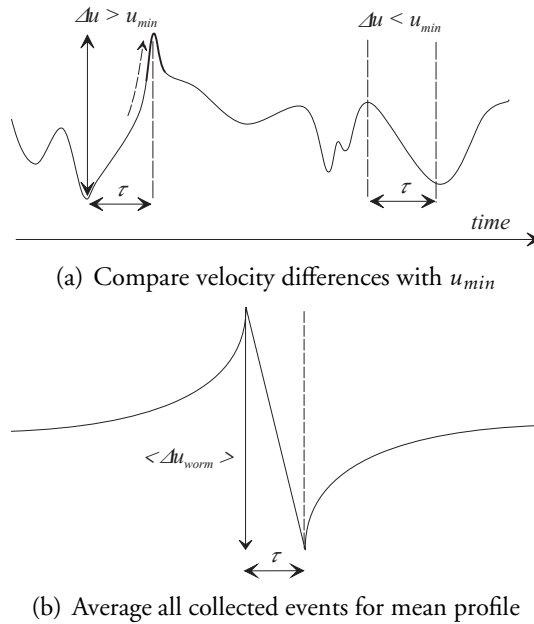 Δu > u_min Δu < u_min
τ τ
time
(a) Compare velocity differences with u_min
< Δu_worm >
τ
(b) Average all collected events for mean profile